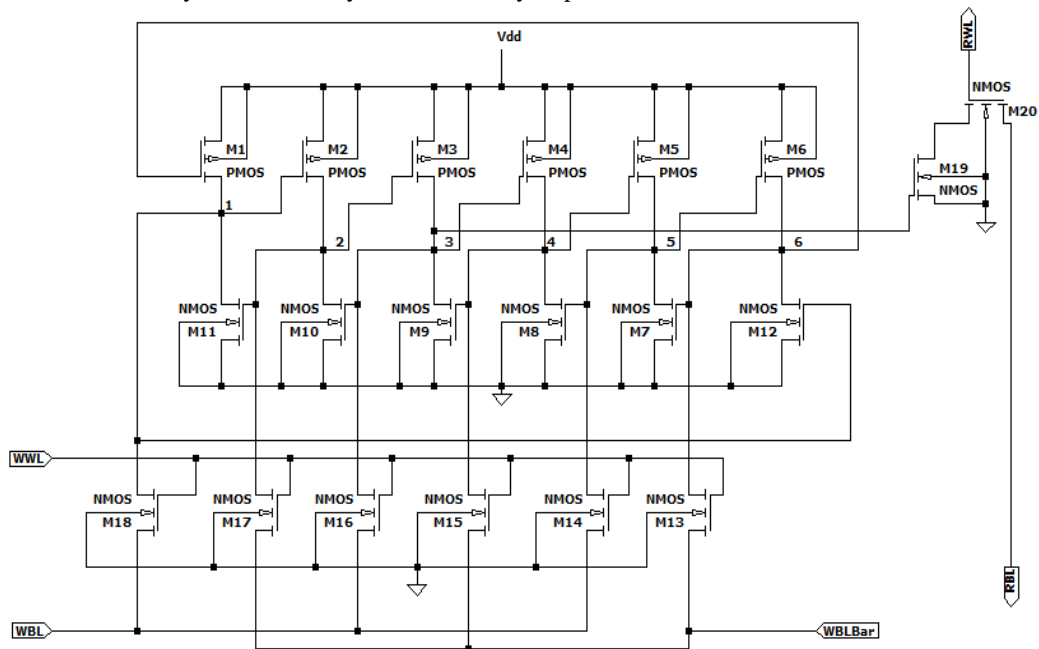 Vdd
RWL
NMOS
M20
M1
PMOS
M2
PMOS
M3
PMOS
M4
PMOS
M5
PMOS
M6
PMOS
M19
NMOS
1
2
3
4
5
6
NMOS
M11
NMOS
M10
NMOS
M9
NMOS
M8
NMOS
M7
NMOS
M12
WWL
NMOS
M18
NMOS
M17
NMOS
M16
NMOS
M15
NMOS
M14
NMOS
M13
RBL
WBL
WBLBar